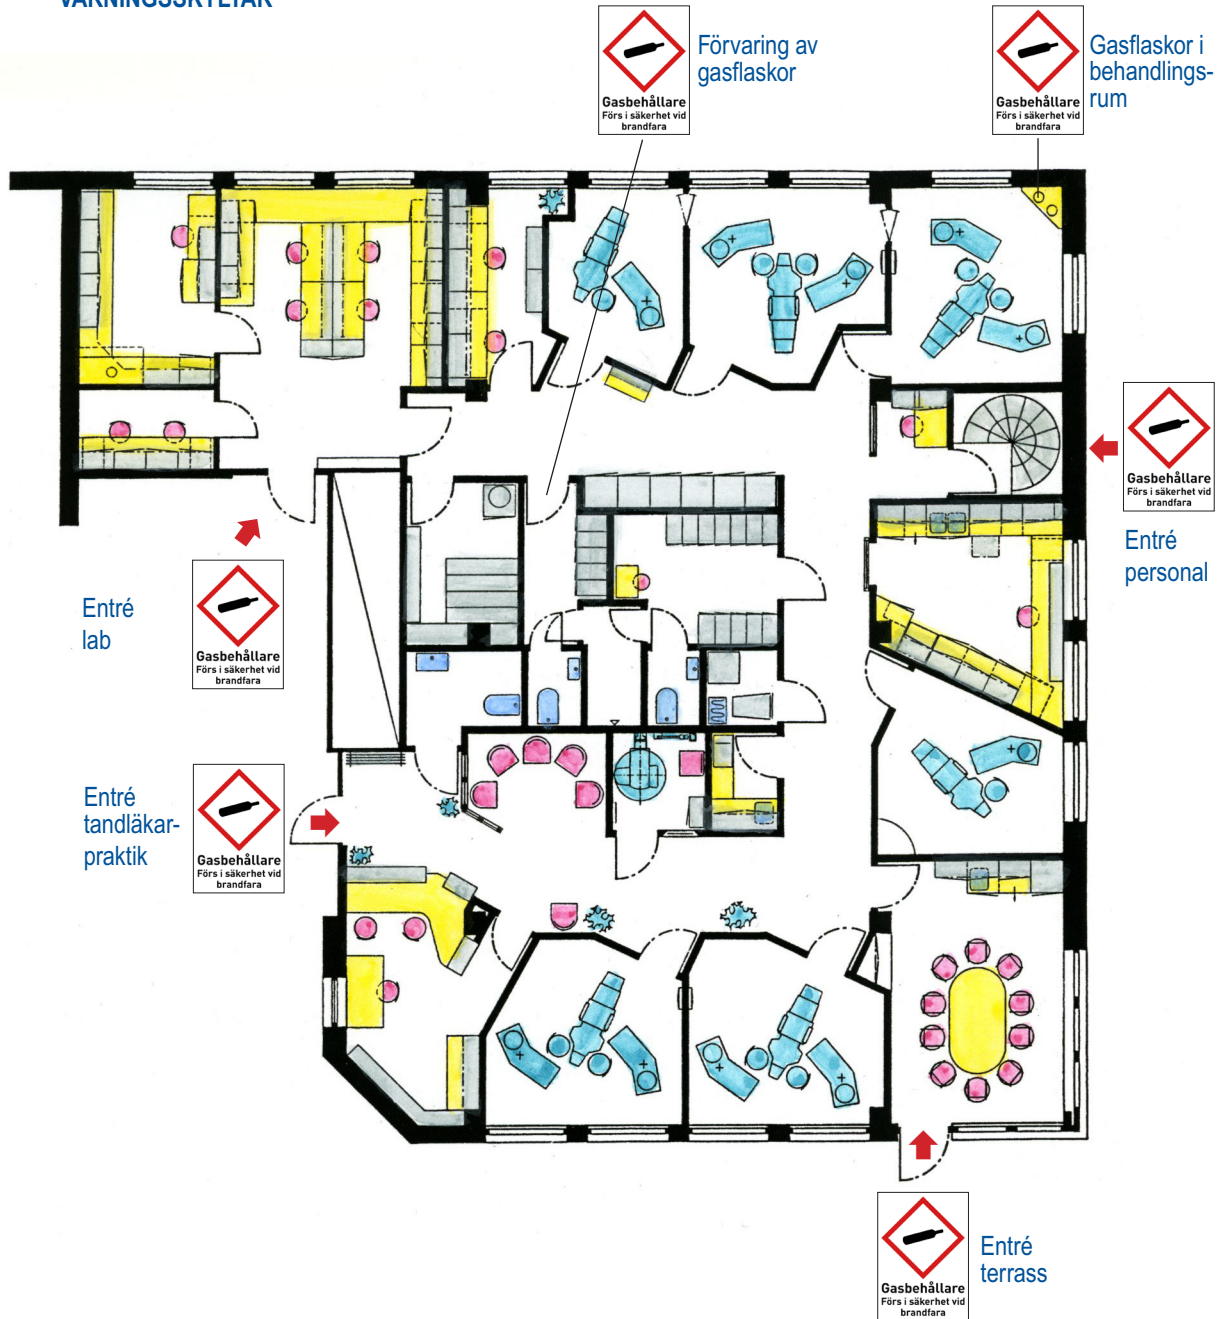 VARNINGSSKYLTAR
Gasbehållare
Förs i säkerhet vid
brandfara
Förvaring av
gasflaskor
Gasbehållare
Förs i säkerhet vid
brandfara
Gasflaskor i
behandlings-
rum
Gasbehållare
Förs i säkerhet vid
brandfara
Entré
personal
Entré
lab
Gasbehållare
Förs i säkerhet vid
brandfara
Entré
tandläkar-
praktik
Gasbehållare
Förs i säkerhet vid
brandfara
Gasbehållare
Förs i säkerhet vid
brandfara
Entré
terrass